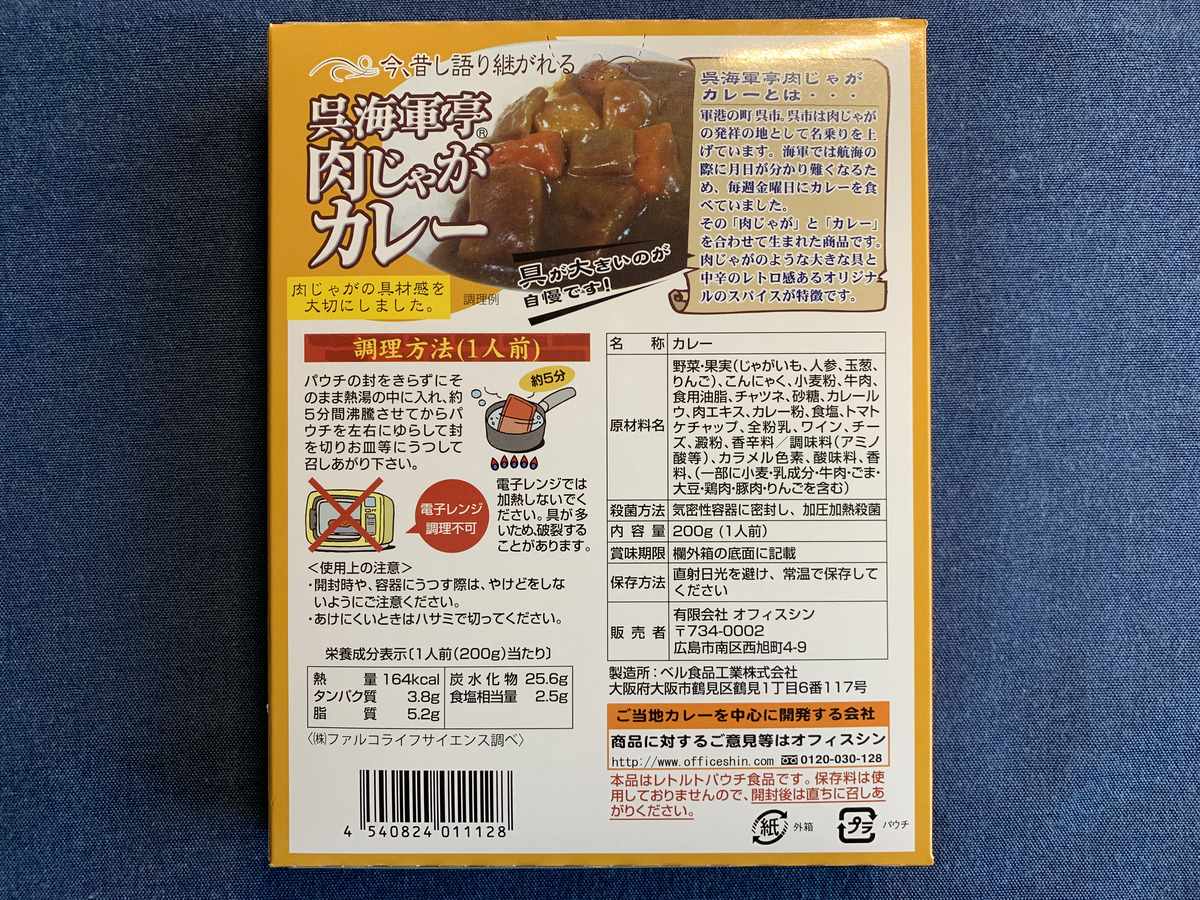 今、昔し語り継がれる
呉海軍亭®
肉じゃが
カレー
肉じゃがの具材感を
大切にしました。
調理例
具が大きいのが
自慢です!
呉海軍亭肉じゃが
カレーとは・・・
軍港の町呉市。呉市は肉じゃが
の発祥の地として名乗りを上
げています。海軍では航海の
際に月日が分かり難くなるた
め、毎週金曜日にカレーを食
べていました。
その「肉じゃが」と「カレー」
を合わせて生まれた商品です。
肉じゃがのような大きな具と
中辛のレトロ感あるオリジナ
ルのスパイスが特徴です。
調理方法(1人前)
パウチの封をきらずにそ
のまま熱湯の中に入れ、約
5分間沸騰させてからパ
ウチを左右にゆらして封
を切りお皿等にうつして
召しあがり下さい。
約5分
電子レンジ
調理不可
電子レンジでは
加熱しないでく
ださい。具が多
いため、破裂する
ことがあります。
<使用上の注意>
・開封時や、容器にうつす際は、やけどをしな
いようにご注意ください。
・あけにくいときはハサミで切ってください。
栄養成分表示〔1人前(200g)当たり〕
熱量 164kcal 炭水化物 25.6g
タンパク質 3.8g 食塩相当量 2.5g
脂質 5.2g
〈㈱ファルコライフサイエンス調べ〉
4 540824 011128
名称 カレー
原材料名
野菜・果実(じゃがいも、人参、玉葱、
りんご)、こんにゃく、小麦粉、牛肉、
食用油脂、チャツネ、砂糖、カレール
ウ、肉エキス、カレー粉、食塩、トマト
ケチャップ、全粉乳、ワイン、チー
ズ、澱粉、香辛料/調味料(アミノ
酸等)、カラメル色素、酸味料、香
料、(一部に小麦・乳成分・牛肉・ごま・
大豆・鶏肉・豚肉・りんごを含む)
殺菌方法 気密性容器に密封し、加圧加熱殺菌
内容量 200g (1人前)
賞味期限 欄外箱の底面に記載
保存方法 直射日光を避け、常温で保存して
ください
販売者
有限会社 オフィスシン
〒734-0002
広島市南区西旭町4-9
製造所:ベル食品工業株式会社
大阪府大阪市鶴見区鶴見1丁目6番117号
ご当地カレーを中心に開発する会社
商品に対するご意見等はオフィスシン
http://www.officeshin.com 0120-030-128
本品はレトルトパウチ食品です。保存料は使
用しておりませんので、開封後は直ちに召しあ
がりください。
紙 外箱
プラ パウチ